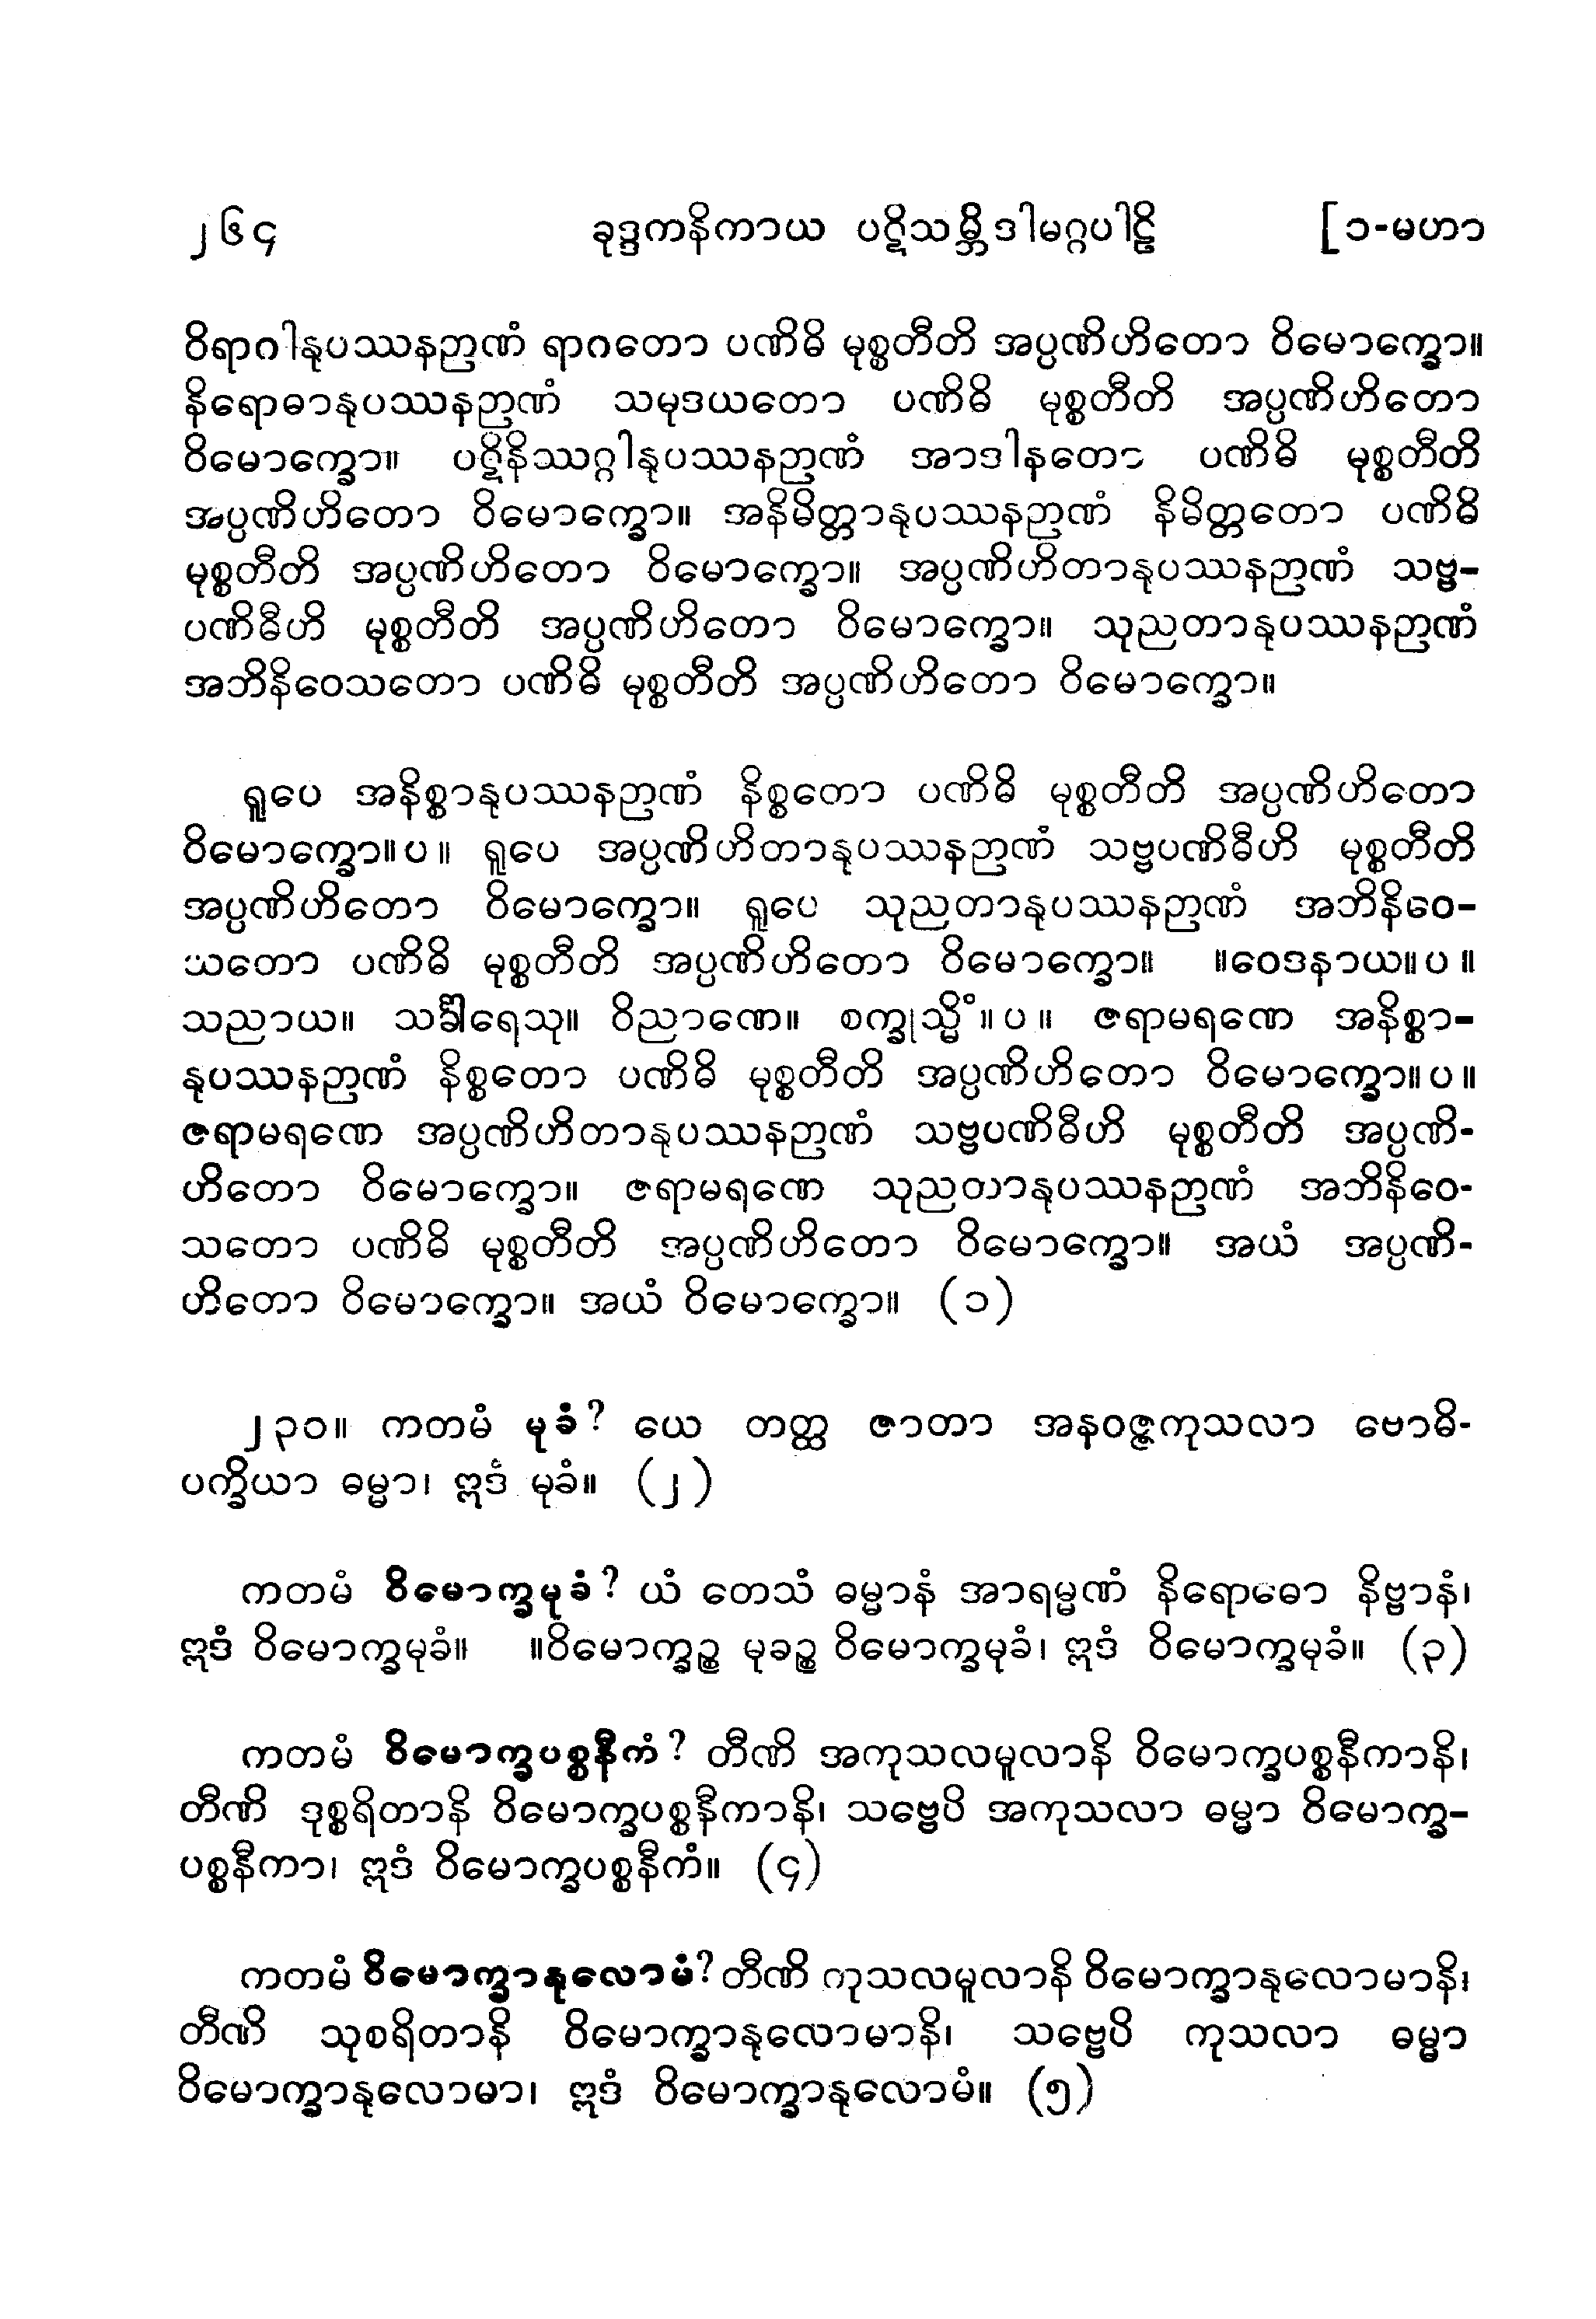 ၂၆၄ ခုဒ္ဒကနိကာယ ပဋိသမ္ဘိဒါမဂ္ဂပါဠိ [၁-မဟာ
ဝိရာဂါနုပဿနဉာဏံ ရာဂတော ပဏိဓိ မုစ္စတီတိ အပ္ပဏိဟိတော ဝိမောက္ခော။
နိရောဓာနုပဿနဉာဏံ သမုဒယတော ပဏိဓိ မုစ္စတီတိ အပ္ပဏိဟိတော
ဝိမောက္ခော။ ပဋိနိဿဂ္ဂါနုပဿနဉာဏံ အာဒါနတော ပဏိဓိ မုစ္စတီတိ
အပ္ပဏိဟိတော ဝိမောက္ခော။ အနိမိတ္တာနုပဿနဉာဏံ နိမိတ္တတော ပဏိဓိ
မုစ္စတီတိ အပ္ပဏိဟိတော ဝိမောက္ခော။ အပ္ပဏိဟိတာနုပဿနဉာဏံ သဗ္ဗ-
ပဏိဓီဟိ မုစ္စတီတိ အပ္ပဏိဟိတော ဝိမောက္ခော။ သုညတာနုပဿနဉာဏံ
အဘိနိဝေသတော ပဏိဓိ မုစ္စတီတိ အပ္ပဏိဟိတော ဝိမောက္ခော။
ရူပေ အနိစ္စာနုပဿနဉာဏံ နိစ္စတော ပဏိဓိ မုစ္စတီတိ အပ္ပဏိဟိတော
ဝိမောက္ခော။ပ။ ရူပေ အပ္ပဏိဟိတာနုပဿနဉာဏံ သဗ္ဗပဏိဓီဟိ မုစ္စတီတိ
အပ္ပဏိဟိတော ဝိမောက္ခော။ ရူပေ သုညတာနုပဿနဉာဏံ အဘိနိဝေ-
သတော ပဏိဓိ မုစ္စတီတိ အပ္ပဏိဟိတော ဝိမောက္ခော။ ။ဝေဒနာယ။ပ။
သညာယ။ သင်္ခါရေသု။ ဝိညာဏေ။ စက္ခုသ္မိံ။ပ။ ဇရာမရဏေ အနိစ္စာ-
နုပဿနဉာဏံ နိစ္စတော ပဏိဓိ မုစ္စတီတိ အပ္ပဏိဟိတော ဝိမောက္ခော။ပ။
ဇရာမရဏေ အပ္ပဏိဟိတာနုပဿနဉာဏံ သဗ္ဗပဏိဓီဟိ မုစ္စတီတိ အပ္ပဏိ-
ဟိတော ဝိမောက္ခော။ ဇရာမရဏေ သုညတာနုပဿနဉာဏံ အဘိနိဝေ-
သတော ပဏိဓိ မုစ္စတီတိ အပ္ပဏိဟိတော ဝိမောက္ခော။ အယံ အပ္ပဏိ-
ဟိတော ဝိမောက္ခော။ အယံ ဝိမောက္ခော။ (၁)
၂၃၀။ ကတမံ မုခံ? ယေ တတ္ထ ဇာတာ အနဝဇ္ဇကုသလာ ဗောဓိ-
ပက္ခိယာ ဓမ္မာ၊ ဣဒံ မုခံ။ (၂)
ကတမံ ဝိမောက္ခမုခံ? ယံ တေသံ ဓမ္မာနံ အာရမ္မဏံ နိရောဓော နိဗ္ဗာနံ၊
ဣဒံ ဝိမောက္ခမုခံ။ ။ဝိမောက္ခဉ္စ မုခဉ္စ ဝိမောက္ခမုခံ၊ ဣဒံ ဝိမောက္ခမုခံ။ (၃)
ကတမံ ဝိမောက္ခပစ္စနီကံ? တီဏိ အကုသလမူလာနိ ဝိမောက္ခပစ္စနီကာနိ၊
တီဏိ ဒုစ္စရိတာနိ ဝိမောက္ခပစ္စနီကာနိ၊ သဗ္ဗေပိ အကုသလာ ဓမ္မာ ဝိမောက္ခ-
ပစ္စနီကာ၊ ဣဒံ ဝိမောက္ခပစ္စနီကံ။ (၄)
ကတမံ ဝိမောက္ခာနုလောမံ? တီဏိ ကုသလမူလာနိ ဝိမောက္ခာနုလောမာနိ၊
တီဏိ သုစရိတာနိ ဝိမောက္ခာနုလောမာနိ၊ သဗ္ဗေပိ ကုသလာ ဓမ္မာ
ဝိမောက္ခာနုလောမာ၊ ဣဒံ ဝိမောက္ခာနုလောမံ။ (၅)